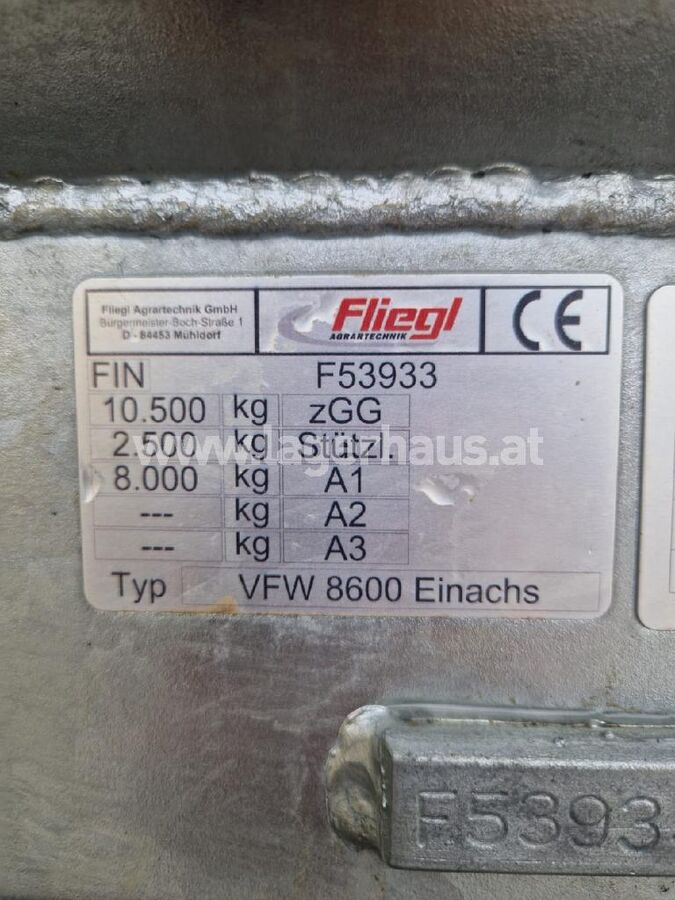 Fliegl Agrartechnik GmbH
Bürgermeister-Boch-Straße 1
D - 84453 Mühldorf
Fliegl
AGRARTECHNIK
CE
FIN F53933
10.500 kg zGG
2.500 kg Stützl.
www.lagerhaus.at
8.000 kg A1
--- kg A2
--- kg A3
Typ VFW 8600 Einachs
F5393